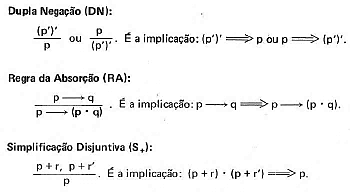 Dupla Negação (DN):
(p')'
p
ou
p
(p')'
. É a implicação: (p')' ⟹ p ou p ⟹ (p')'.
Regra da Absorção (RA):
p ⟶ q
p ⟶ (p · q)
. É a implicação: p ⟶ q ⟹ p ⟶ (p · q).
Simplificação Disjuntiva (S₊):
p + r, p + r'
p
. É a implicação: (p + r) · (p + r') ⟹ p.